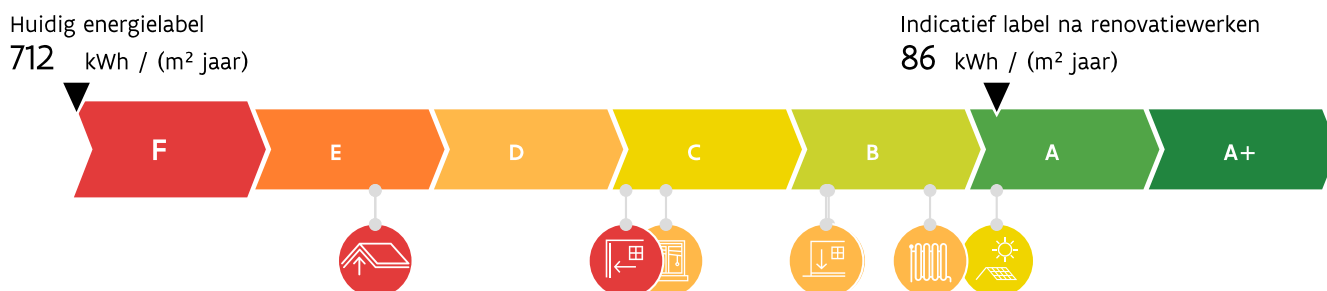 Huidig energielabel
712 kWh / (m² jaar)
Indicatief label na renovatiewerken
86 kWh / (m² jaar)
F E D C B A A+